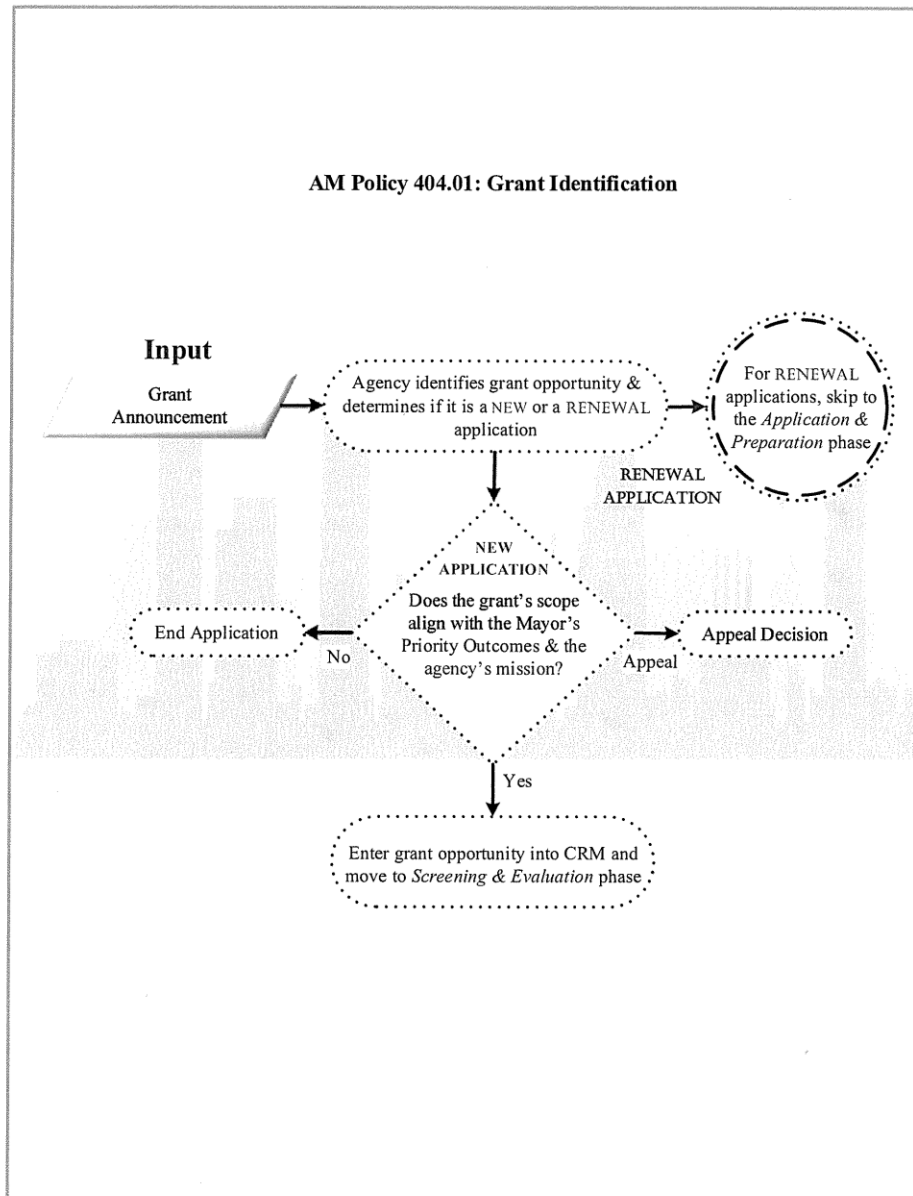 AM Policy 404.01: Grant Identification
Input
Grant
Announcement
Agency identifies grant opportunity &
determines if it is a NEW or a RENEWAL
application
For RENEWAL
applications, skip to
the Application &
Preparation phase
RENEWAL
APPLICATION
NEW
APPLICATION
Does the grant's scope
align with the Mayor's
Priority Outcomes & the
agency's mission?
End Application
No
Appeal
Appeal Decision
Yes
Enter grant opportunity into CRM and
move to Screening & Evaluation phase